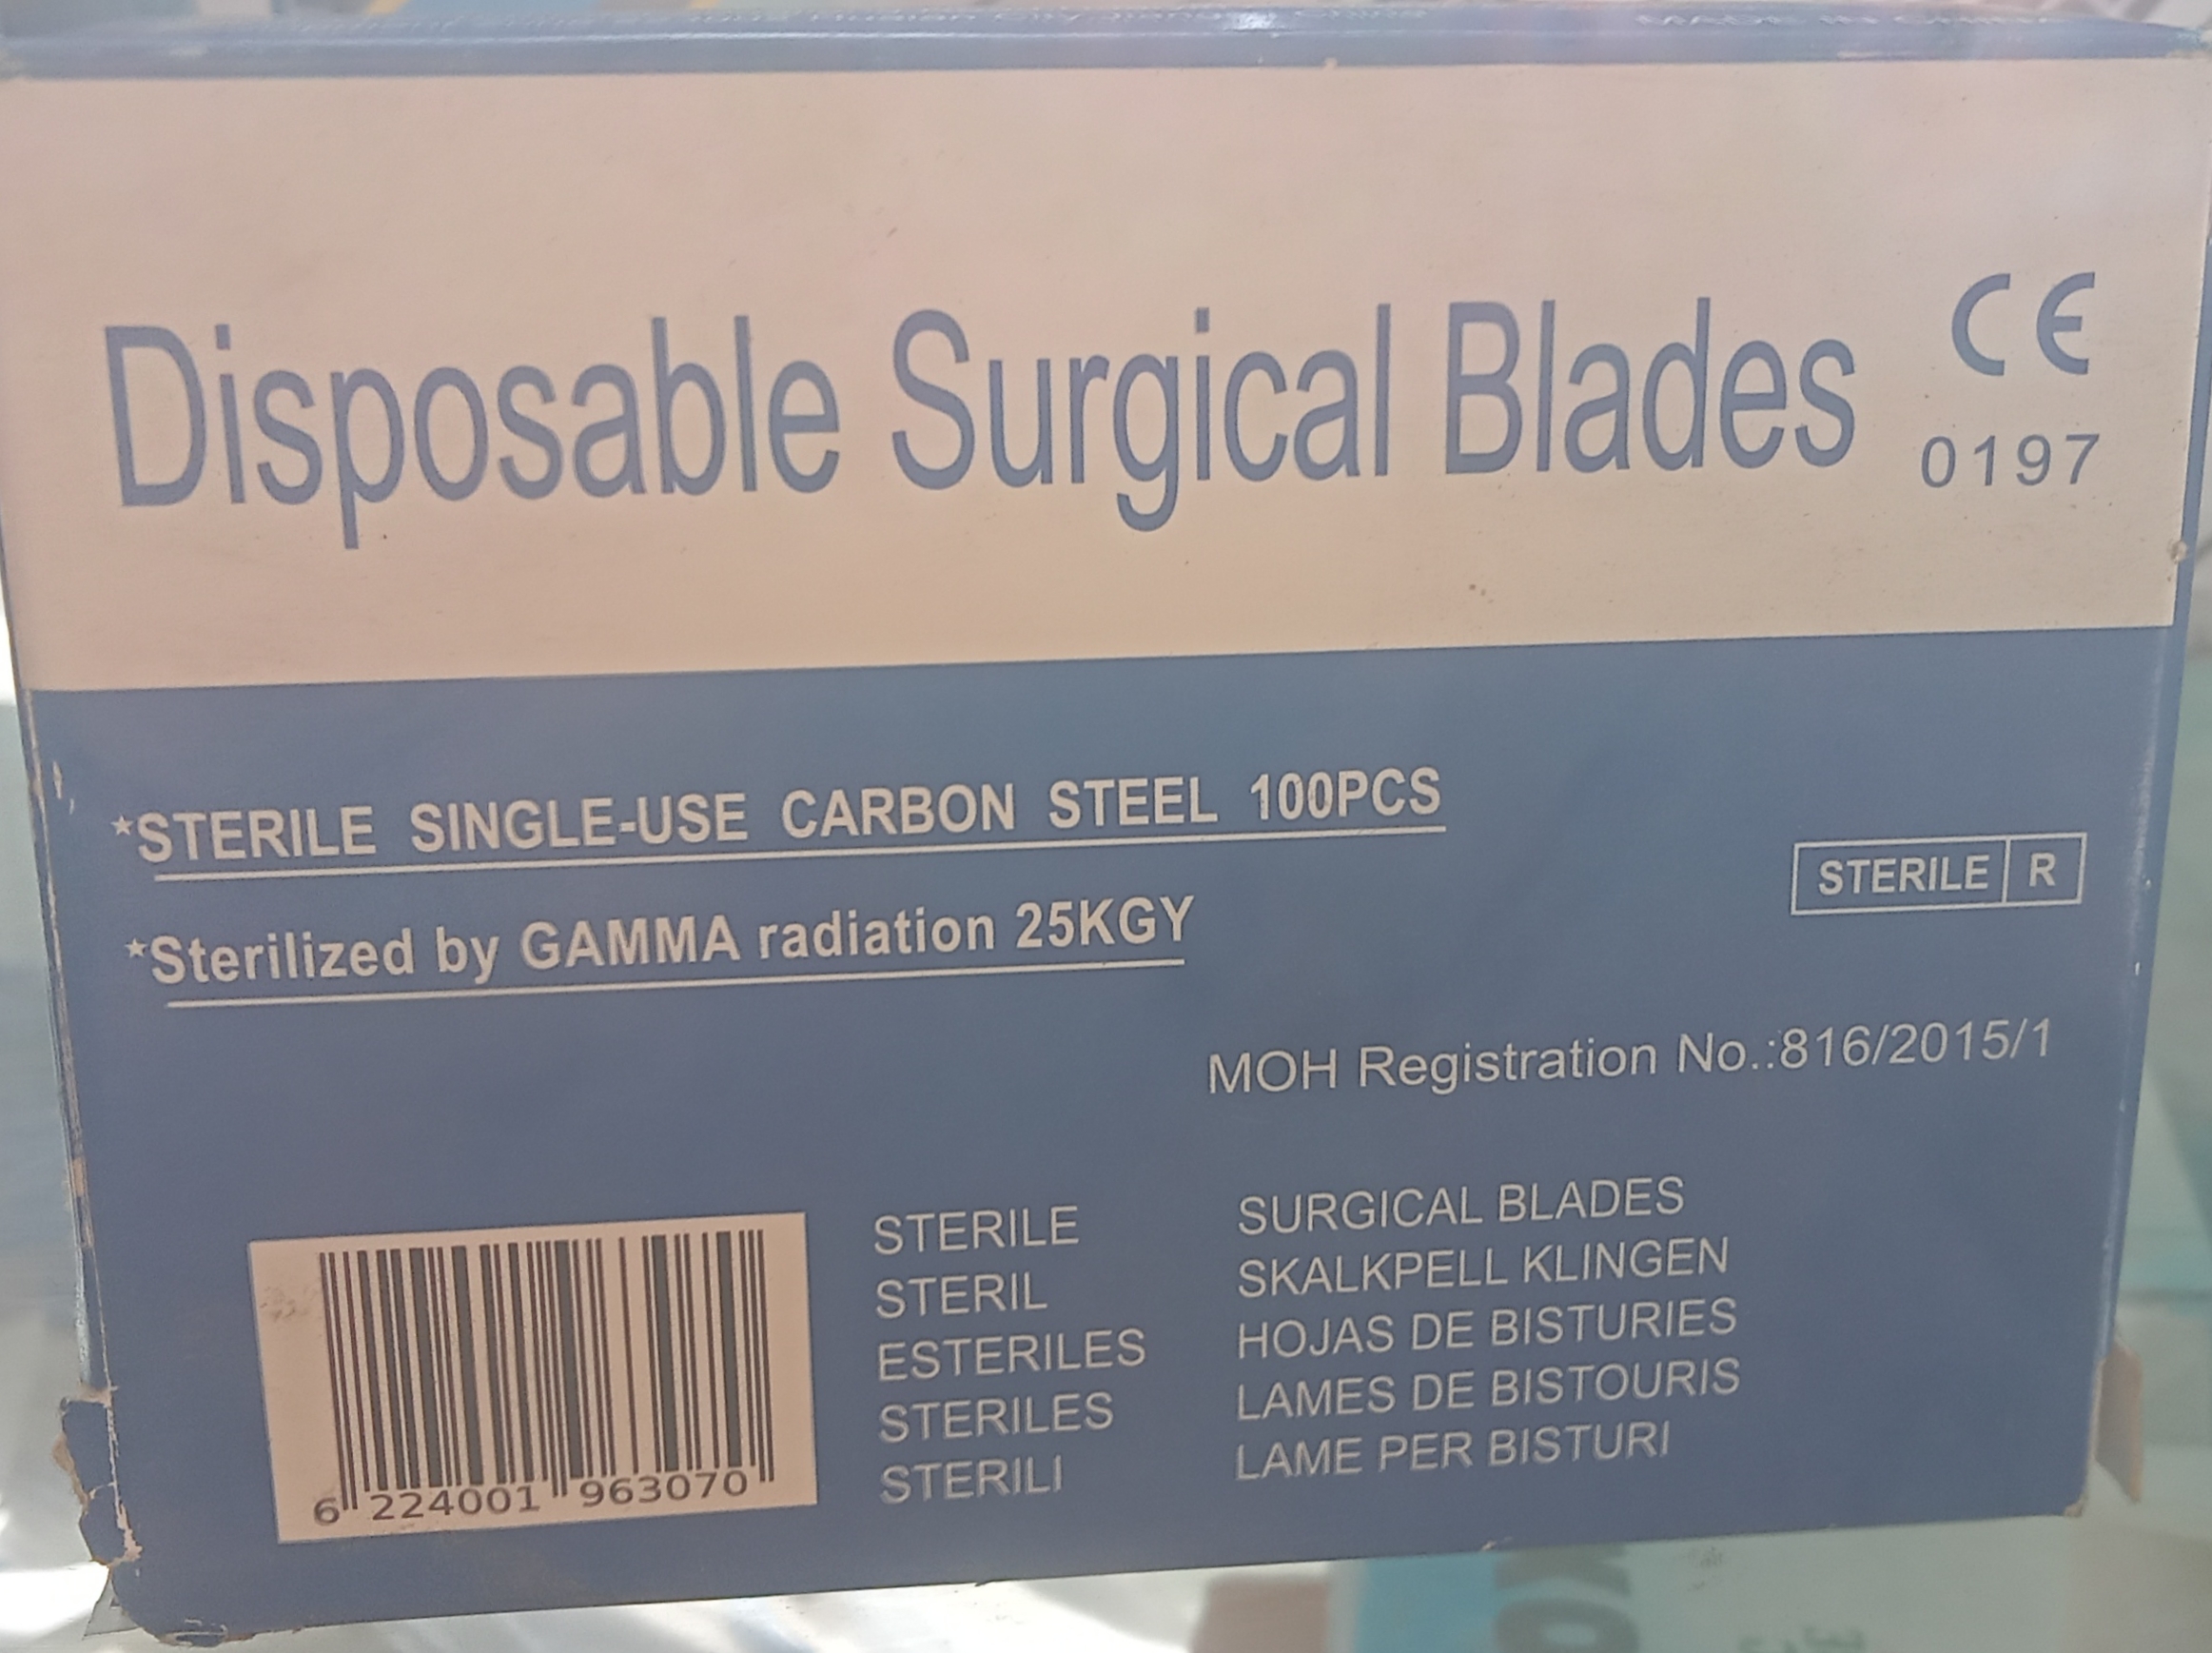 Disposable Surgical Blades
CE
0197
*STERILE SINGLE-USE CARBON STEEL 100PCS
*Sterilized by GAMMA radiation 25KGY
STERILE R
MOH Registration No.:816/2015/1
STERILE SURGICAL BLADES
STERIL SKALKPELL KLINGEN
ESTERILES HOJAS DE BISTURIES
STERILES LAMES DE BISTOURIS
STERILI LAME PER BISTURI
6 224001 963070